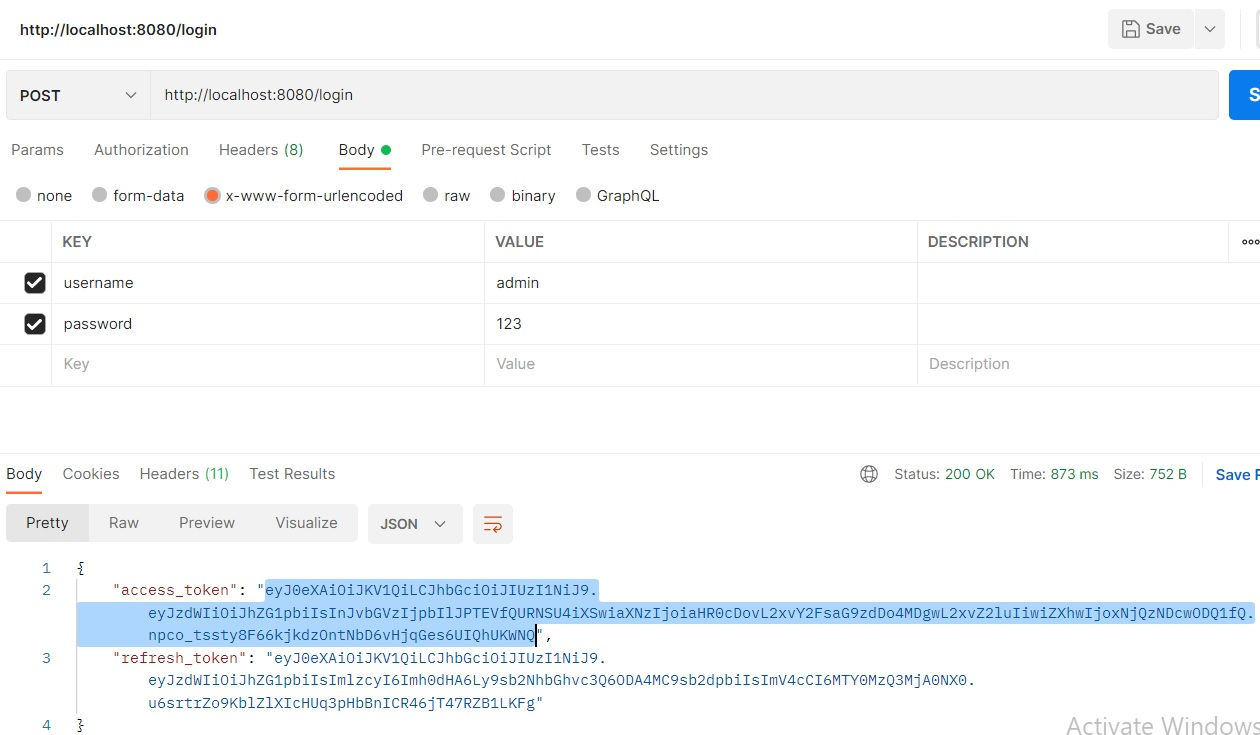 http://localhost:8080/login
Save
POST http://localhost:8080/login S
Params Authorization Headers (8) Body Pre-request Script Tests Settings
none form-data x-www-form-urlencoded raw binary GraphQL
KEY VALUE DESCRIPTION ooo
username admin
password 123
Key Value Description
Body Cookies Headers (11) Test Results Status: 200 OK Time: 873 ms Size: 752 B Save R
Pretty Raw Preview Visualize JSON
1 {
2 "access_token": "eyJ0eXAiOiJKV1QiLCJhbGciOiJIUzI1NiJ9.
eyJzdWIiOiJhZG1pbiIsInJvbGVzIjpbIlJPTEVfQURNSU4iXSwiaXNzIjoiaHR0cDovL2xvY2FsaG9zdDo4MDgwL2xvZ2luIiwiZXhwIjoxNjQzNDcwODQ1fQ.
npco_tssty8F66kjkdzOntNbD6vHjqGes6UIQhUKWNQ",
3 "refresh_token": "eyJ0eXAiOiJKV1QiLCJhbGciOiJIUzI1NiJ9.
eyJzdWIiOiJhZG1pbiIsImlzcyI6Imh0dHA6Ly9sb2NhbGhvc3Q6ODA4MC9sb2dpbiIsImV4cCI6MTY0MzQ3MjA0NX0.
u6srtrZo9KblZlXIcHUq3pHbBnICR46jT47RZB1LKFg"
4 }
Activate Windows